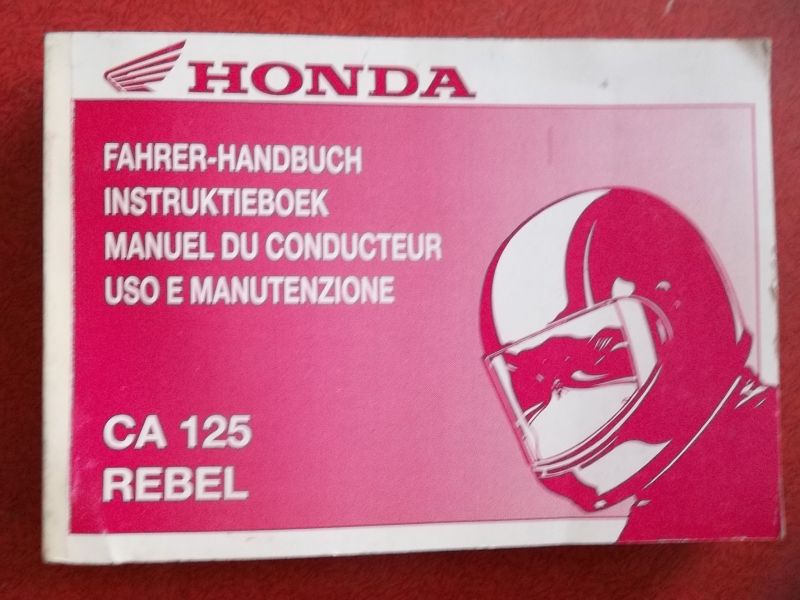 HONDA
FAHRER-HANDBUCH
INSTRUKTIEBOEK
MANUEL DU CONDUCTEUR
USO E MANUTENZIONE
CA 125
REBEL